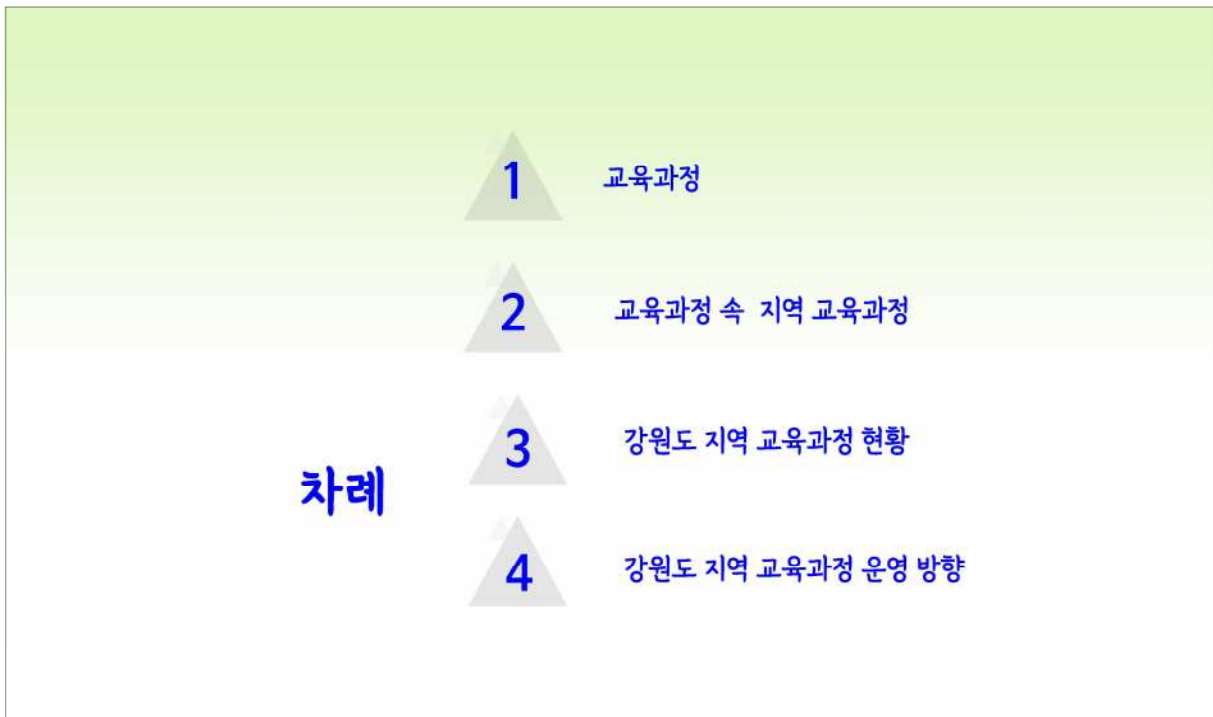 1 교육과정
2 교육과정 속 지역 교육과정
3 강원도 지역 교육과정 현황
차례
4 강원도 지역 교육과정 운영 방향